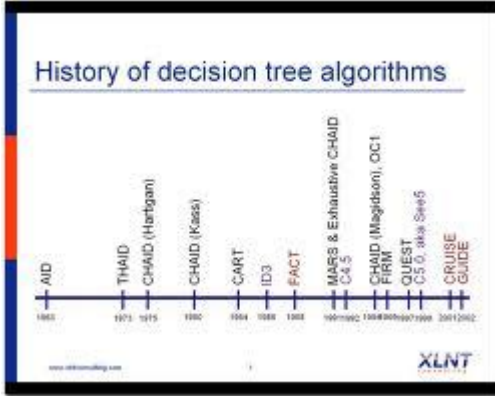 History of decision tree algorithms
AID
THAID
CHAID (Hartigan)
CHAID (Kass)
CART
ID3
FACT
MARS & Exhaustive CHAID
C4.5
CHAID (Magidson), OC1
FIRM
QUEST
C5.0, aka See5
CRUISE
GUIDE
1963
1973
1975
1980
1984
1986
1988
XLNT